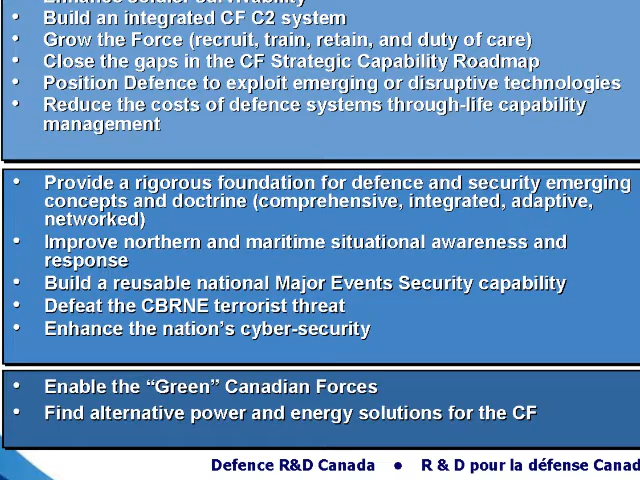 • Build an integrated CF C2 system
• Grow the Force (recruit, train, retain, and duty of care)
• Close the gaps in the CF Strategic Capability Roadmap
• Position Defence to exploit emerging or disruptive technologies
• Reduce the costs of defence systems through-life capability
management
• Provide a rigorous foundation for defence and security emerging
concepts and doctrine (comprehensive, integrated, adaptive,
networked)
• Improve northern and maritime situational awareness and
response
• Build a reusable national Major Events Security capability
• Defeat the CBRNE terrorist threat
• Enhance the nation’s cyber-security
• Enable the “Green” Canadian Forces
• Find alternative power and energy solutions for the CF
Defence R&D Canada • R & D pour la défense Canad